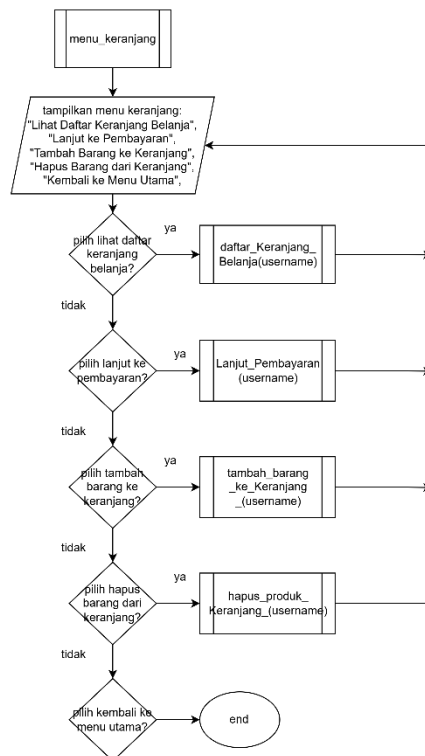 menu_keranjang
tampilkan menu keranjang:
"Lihat Daftar Keranjang Belanja",
"Lanjut ke Pembayaran",
"Tambah Barang ke Keranjang",
"Hapus Barang dari Keranjang",
"Kembali ke Menu Utama",
pilih lihat daftar
keranjang
belanja?
ya
daftar_Keranjang_
Belanja(username)
tidak
pilih lanjut ke
pembayaran?
ya
Lanjut_Pembayaran
(username)
tidak
pilih tambah
barang ke
keranjang?
ya
tambah_barang
_ke_Keranjang
_(username)
tidak
pilih hapus
barang dari
keranjang?
ya
hapus_produk_
Keranjang_(username)
tidak
pilih kembali ke
menu utama?
end